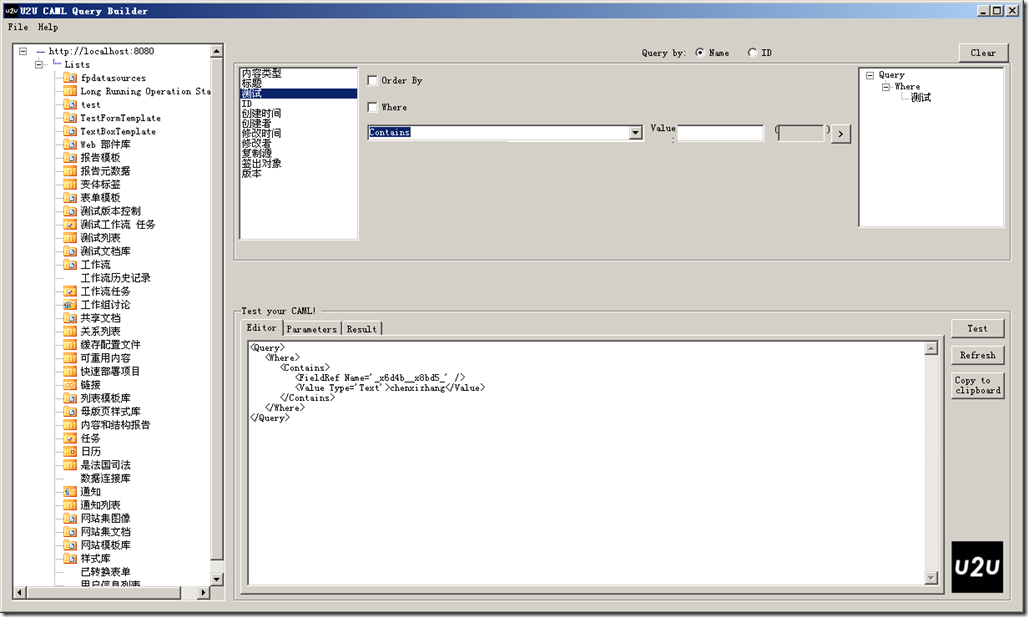 u2u U2U CAML Query Builder
File Help
http://localhost:8080
Lists
fpdatasources
Long Running Operation Sta
test
TestFormTemplate
TextBoxTemplate
Web 部件库
报告模板
报告元数据
变体标签
表单模板
测试版本控制
测试工作流 任务
测试列表
测试文档库
工作流
工作流历史记录
工作流任务
工作组讨论
共享文档
关系列表
缓存配置文件
可重用内容
快速部署项目
链接
列表模板库
母版页样式库
内容和结构报告
任务
日历
是法国司法
数据连接库
通知
通知列表
网站集图像
网站集文档
网站模板库
样式库
已转换表单
用户信息列表
Query by: Name ID
Clear
内容类型
标题
测试
ID
创建时间
创建者
修改时间
修改者
复制源
签出对象
版本
Order By
Where
Contains
Value
( )
>
Query
Where
测试
Test your CAML!
Editor Parameters Result
<Query>
<Where>
<Contains>
<FieldRef Name='_x6d4b__x8bd5_' />
<Value Type='Text'>chenxizhang</Value>
</Contains>
</Where>
</Query>
Test
Refresh
Copy to
clipboard
u2u